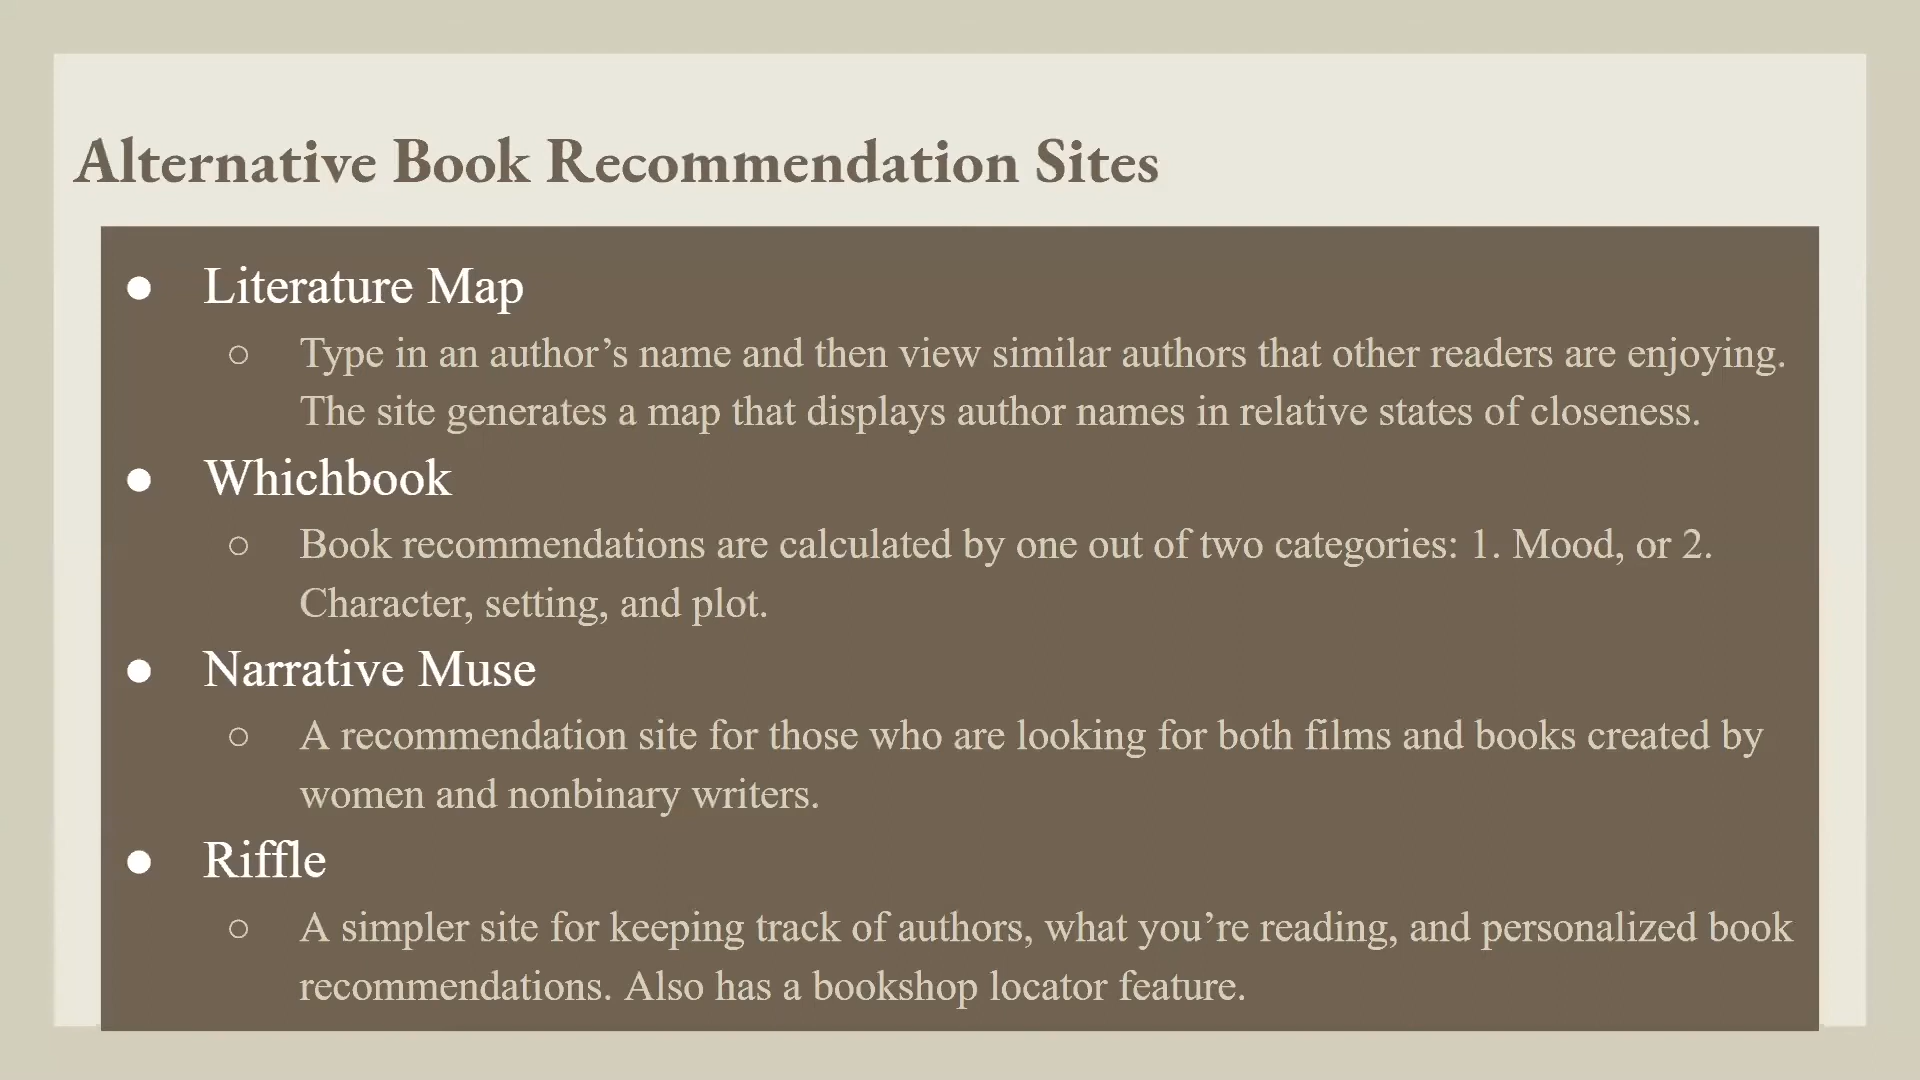 Alternative Book Recommendation Sites
● Literature Map
○ Type in an author’s name and then view similar authors that other readers are enjoying.
The site generates a map that displays author names in relative states of closeness.
● Whichbook
○ Book recommendations are calculated by one out of two categories: 1. Mood, or 2.
Character, setting, and plot.
● Narrative Muse
○ A recommendation site for those who are looking for both films and books created by
women and nonbinary writers.
● Riffle
○ A simpler site for keeping track of authors, what you’re reading, and personalized book
recommendations. Also has a bookshop locator feature.